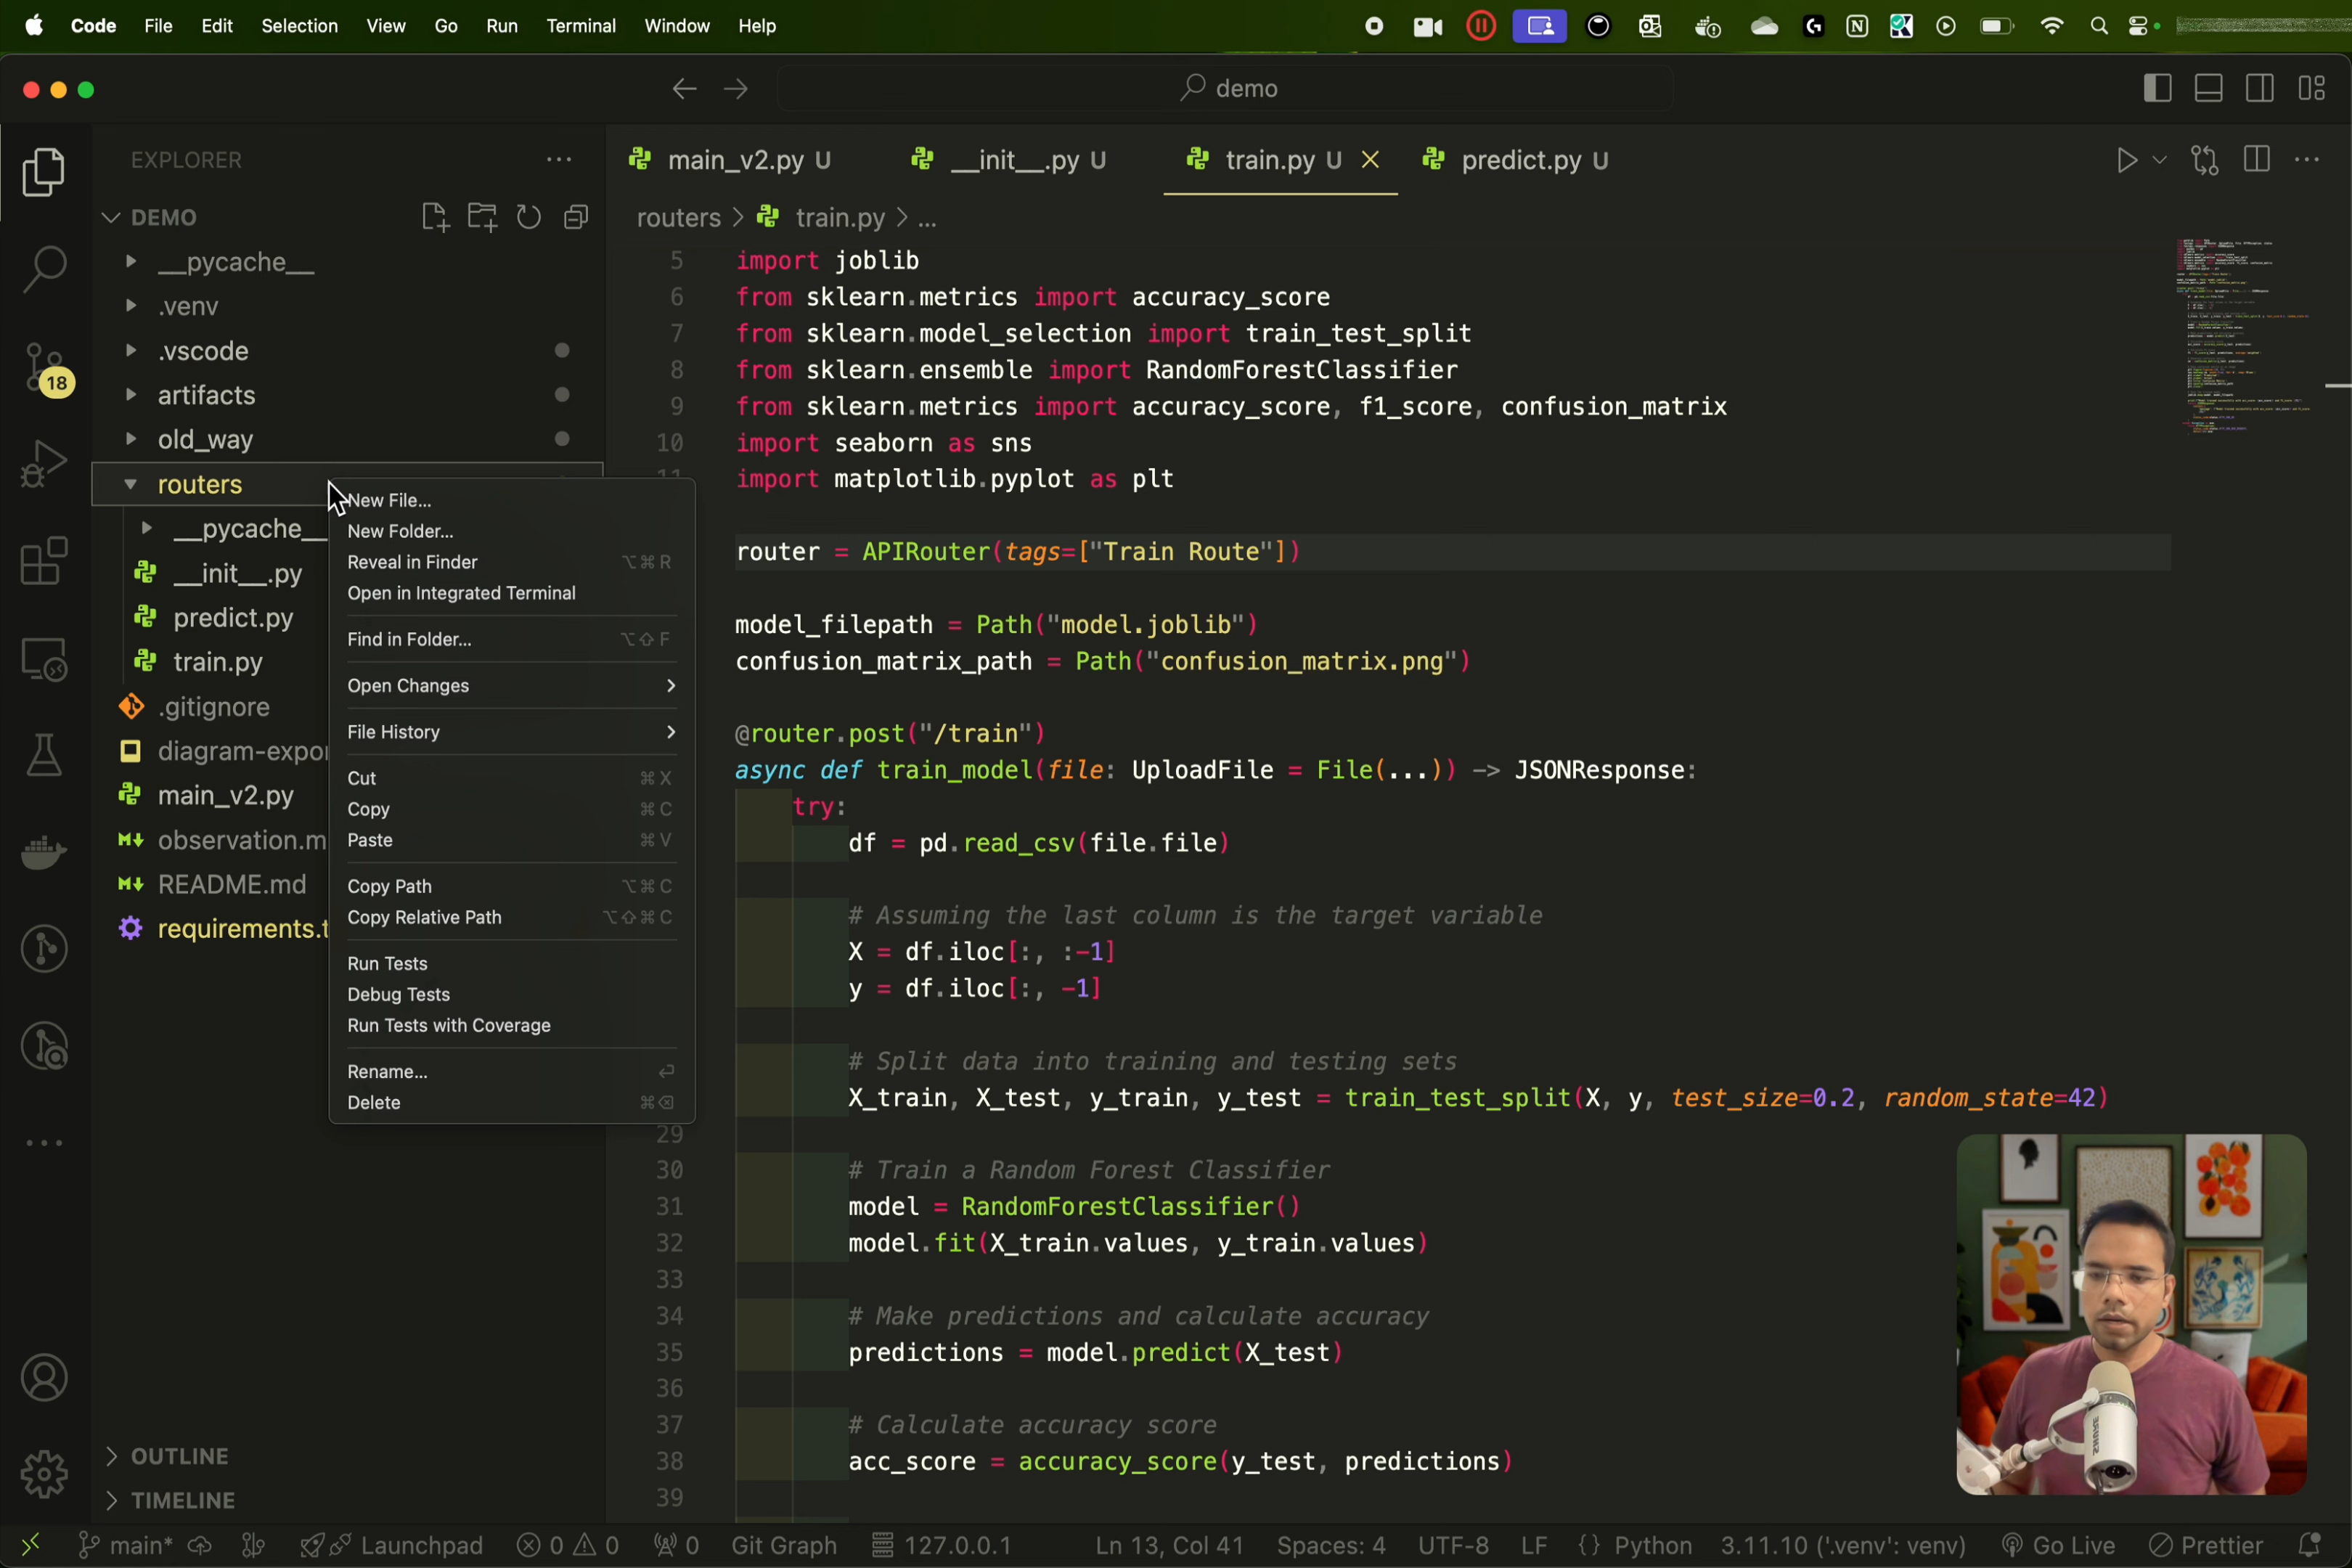 Code File Edit Selection View Go Run Terminal Window Help
demo
EXPLORER
DEMO
__pycache__
.venv
.vscode
artifacts
old_way
routers
__pycache__
__init__.py
predict.py
train.py
.gitignore
diagram-expor
main_v2.py
observation.m
README.md
requirements.t
OUTLINE
TIMELINE
18
New File...
New Folder...
Reveal in Finder ⌥⌘R
Open in Integrated Terminal
Find in Folder... ⌥⇧F
Open Changes
File History
Cut ⌘X
Copy ⌘C
Paste ⌘V
Copy Path ⌥⌘C
Copy Relative Path ⌥⇧⌘C
Run Tests
Debug Tests
Run Tests with Coverage
Rename... ⏎
Delete ⌘⌫
main_v2.py U __init__.py U train.py U predict.py U
routers > train.py > ...
5 import joblib
6 from sklearn.metrics import accuracy_score
7 from sklearn.model_selection import train_test_split
8 from sklearn.ensemble import RandomForestClassifier
9 from sklearn.metrics import accuracy_score, f1_score, confusion_matrix
10 import seaborn as sns
11 import matplotlib.pyplot as plt
router = APIRouter(tags=["Train Route"])
model_filepath = Path("model.joblib")
confusion_matrix_path = Path("confusion_matrix.png")
@router.post("/train")
async def train_model(file: UploadFile = File(...)) -> JSONResponse:
try:
df = pd.read_csv(file.file)
# Assuming the last column is the target variable
X = df.iloc[:, :-1]
y = df.iloc[:, -1]
# Split data into training and testing sets
X_train, X_test, y_train, y_test = train_test_split(X, y, test_size=0.2, random_state=42)
29
30 # Train a Random Forest Classifier
31 model = RandomForestClassifier()
32 model.fit(X_train.values, y_train.values)
33
34 # Make predictions and calculate accuracy
35 predictions = model.predict(X_test)
36
37 # Calculate accuracy score
38 acc_score = accuracy_score(y_test, predictions)
39
main* Launchpad 0 0 0 Git Graph 127.0.0.1 Ln 13, Col 41 Spaces: 4 UTF-8 LF {} Python 3.11.10 ('.venv': venv) Go Live Prettier